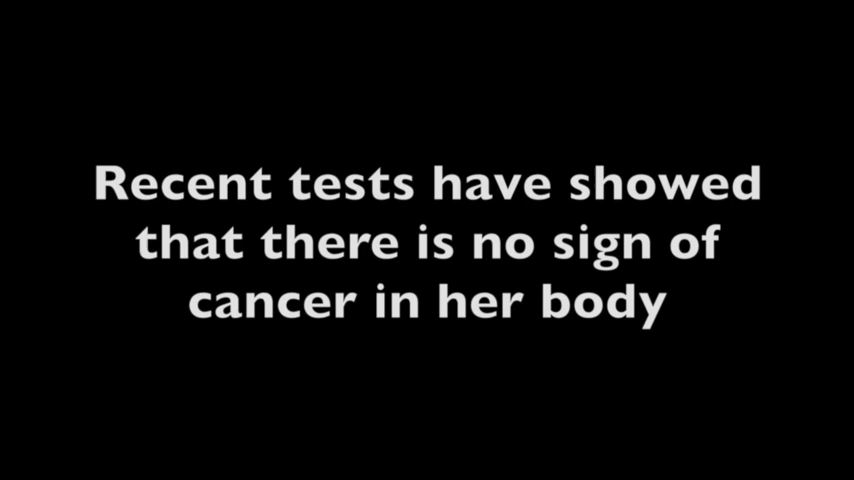 Recent tests have showed
that there is no sign of
cancer in her body